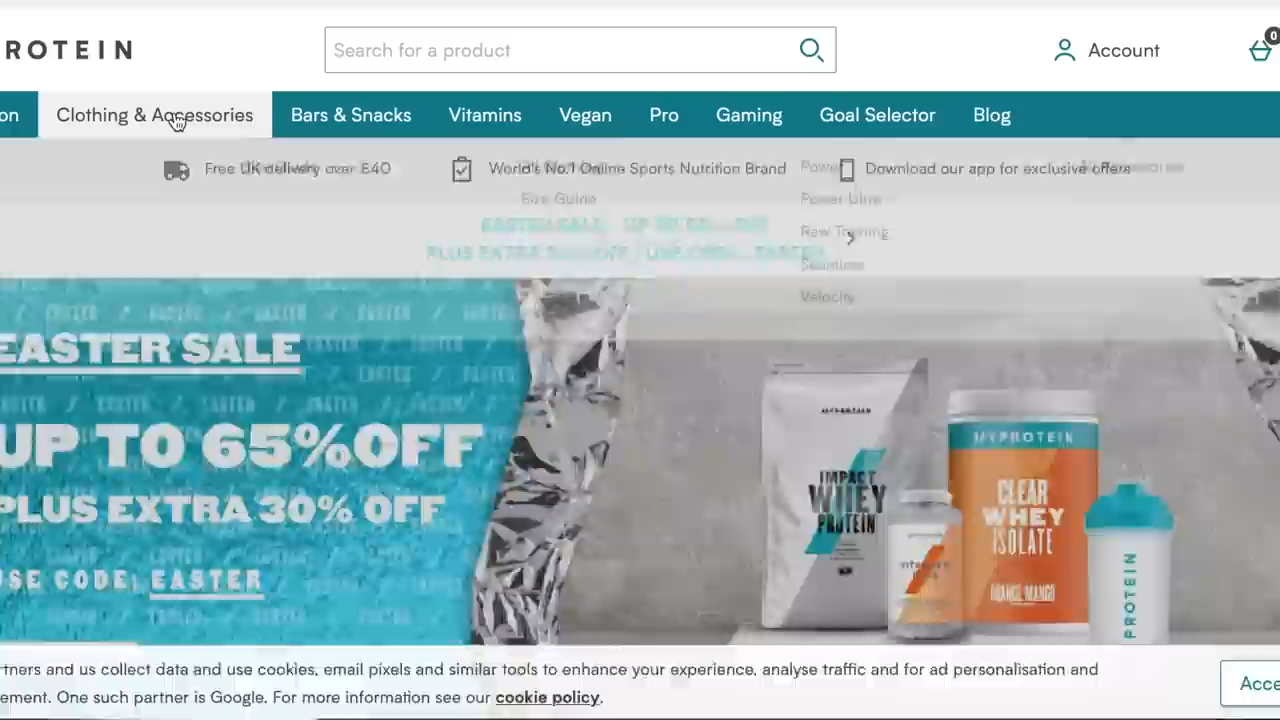 ROTEIN
Search for a product
Account
0
on
Clothing & Accessories
Bars & Snacks
Vitamins
Vegan
Pro
Gaming
Goal Selector
Blog
Free UK delivery over £40
World's No.1 Online Sports Nutrition Brand
Download our app for exclusive offers
Size Guide
Power
Power Ultra
Raw Training
Seamless
Velocity
EASTER SALE
UP TO 65% OFF
PLUS EXTRA 30% OFF
USE CODE: EASTER
MYPROTEIN
IMPACT
WHEY
PROTEIN
MYPROTEIN
CLEAR
WHEY
ISOLATE
ORANGE MANGO
PROTEIN
tners and us collect data and use cookies, email pixels and similar tools to enhance your experience, analyse traffic and for ad personalisation and
ement. One such partner is Google. For more information see our cookie policy.
Acce